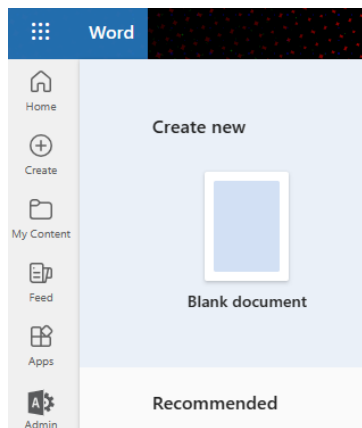 Word
Home
Create
My Content
Feed
Apps
Admin
Create new
Blank document
Recommended